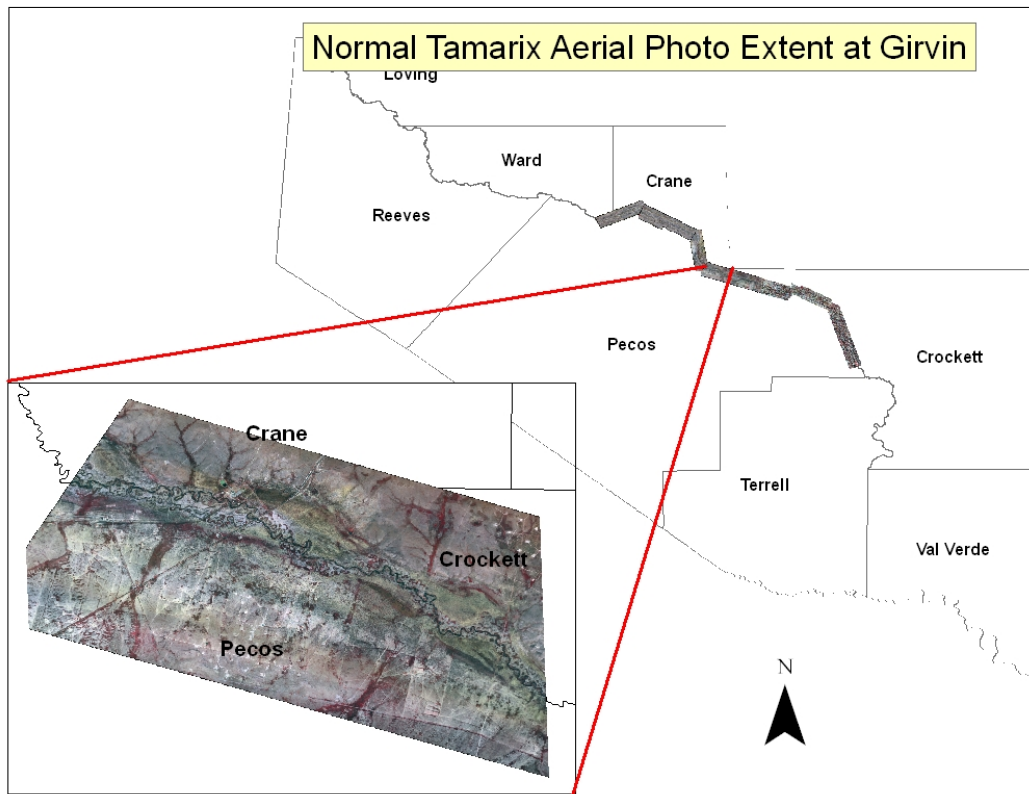 Normal Tamarix Aerial Photo Extent at Girvin
Loving
Ward
Crane
Reeves
Pecos
Crockett
Terrell
Val Verde
Crane
Crockett
Pecos
N